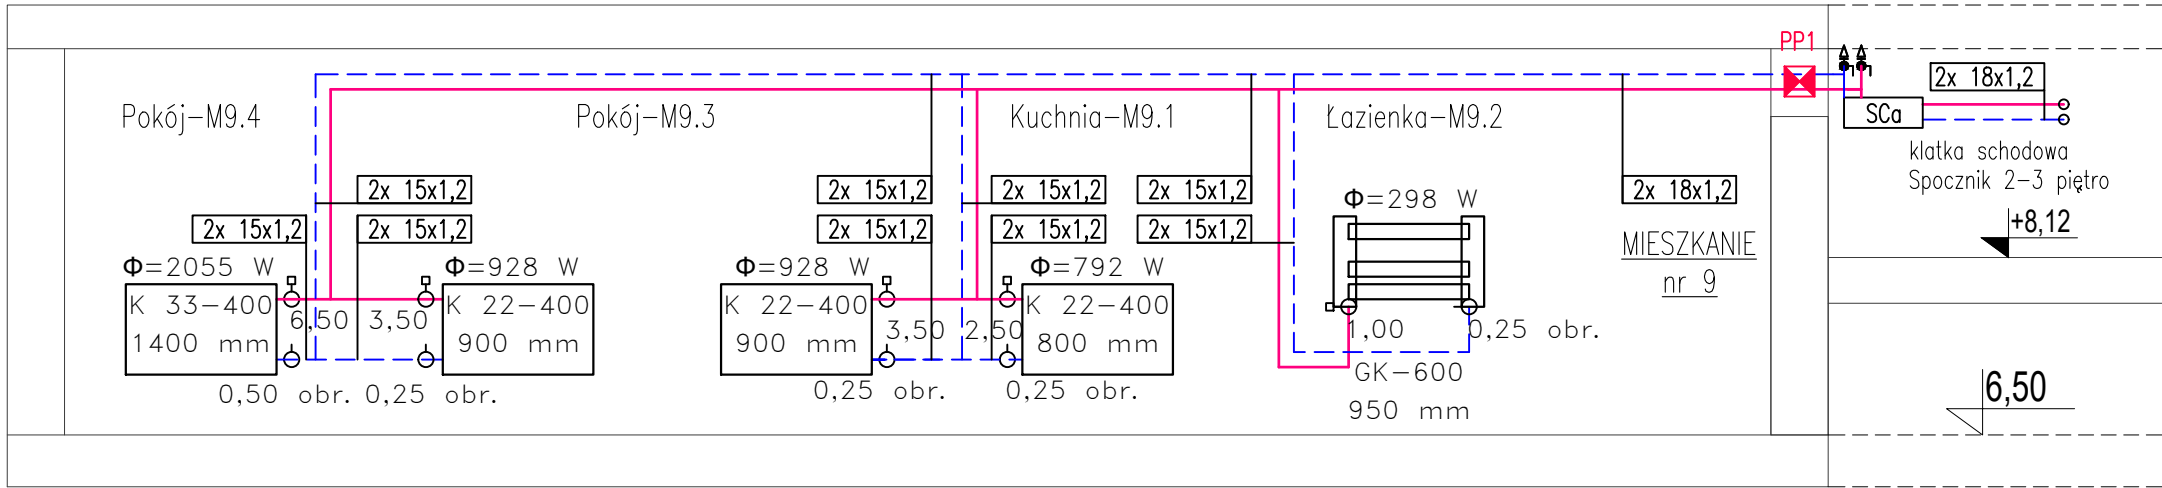 PP1
2x 18x1,2
SCa
Pokój-M9.4
Pokój-M9.3
Kuchnia-M9.1
Łazienka-M9.2
klatka schodowa
Spocznik 2-3 piętro
2x 15x1,2
2x 15x1,2
2x 15x1,2
2x 15x1,2
2x 18x1,2
2x 15x1,2
2x 15x1,2
2x 15x1,2
2x 15x1,2
2x 15x1,2
Φ=298 W
+8,12
MIESZKANIE
nr 9
Φ=2055 W
Φ=928 W
Φ=928 W
Φ=792 W
K 33-400
1400 mm
6,50
3,50
K 22-400
900 mm
K 22-400
900 mm
3,50
2,50
K 22-400
800 mm
1,00
0,25 obr.
0,50 obr.
0,25 obr.
0,25 obr.
0,25 obr.
GK-600
950 mm
6,50